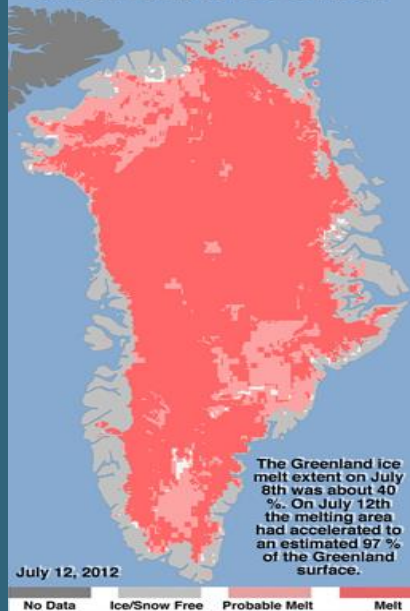 The Greenland ice
melt extent on July
8th was about 40
%. On July 12th
the melting area
had accelerated to
an estimated 97 %
of the Greenland
surface.
July 12, 2012
No Data Ice/Snow Free Probable Melt Melt